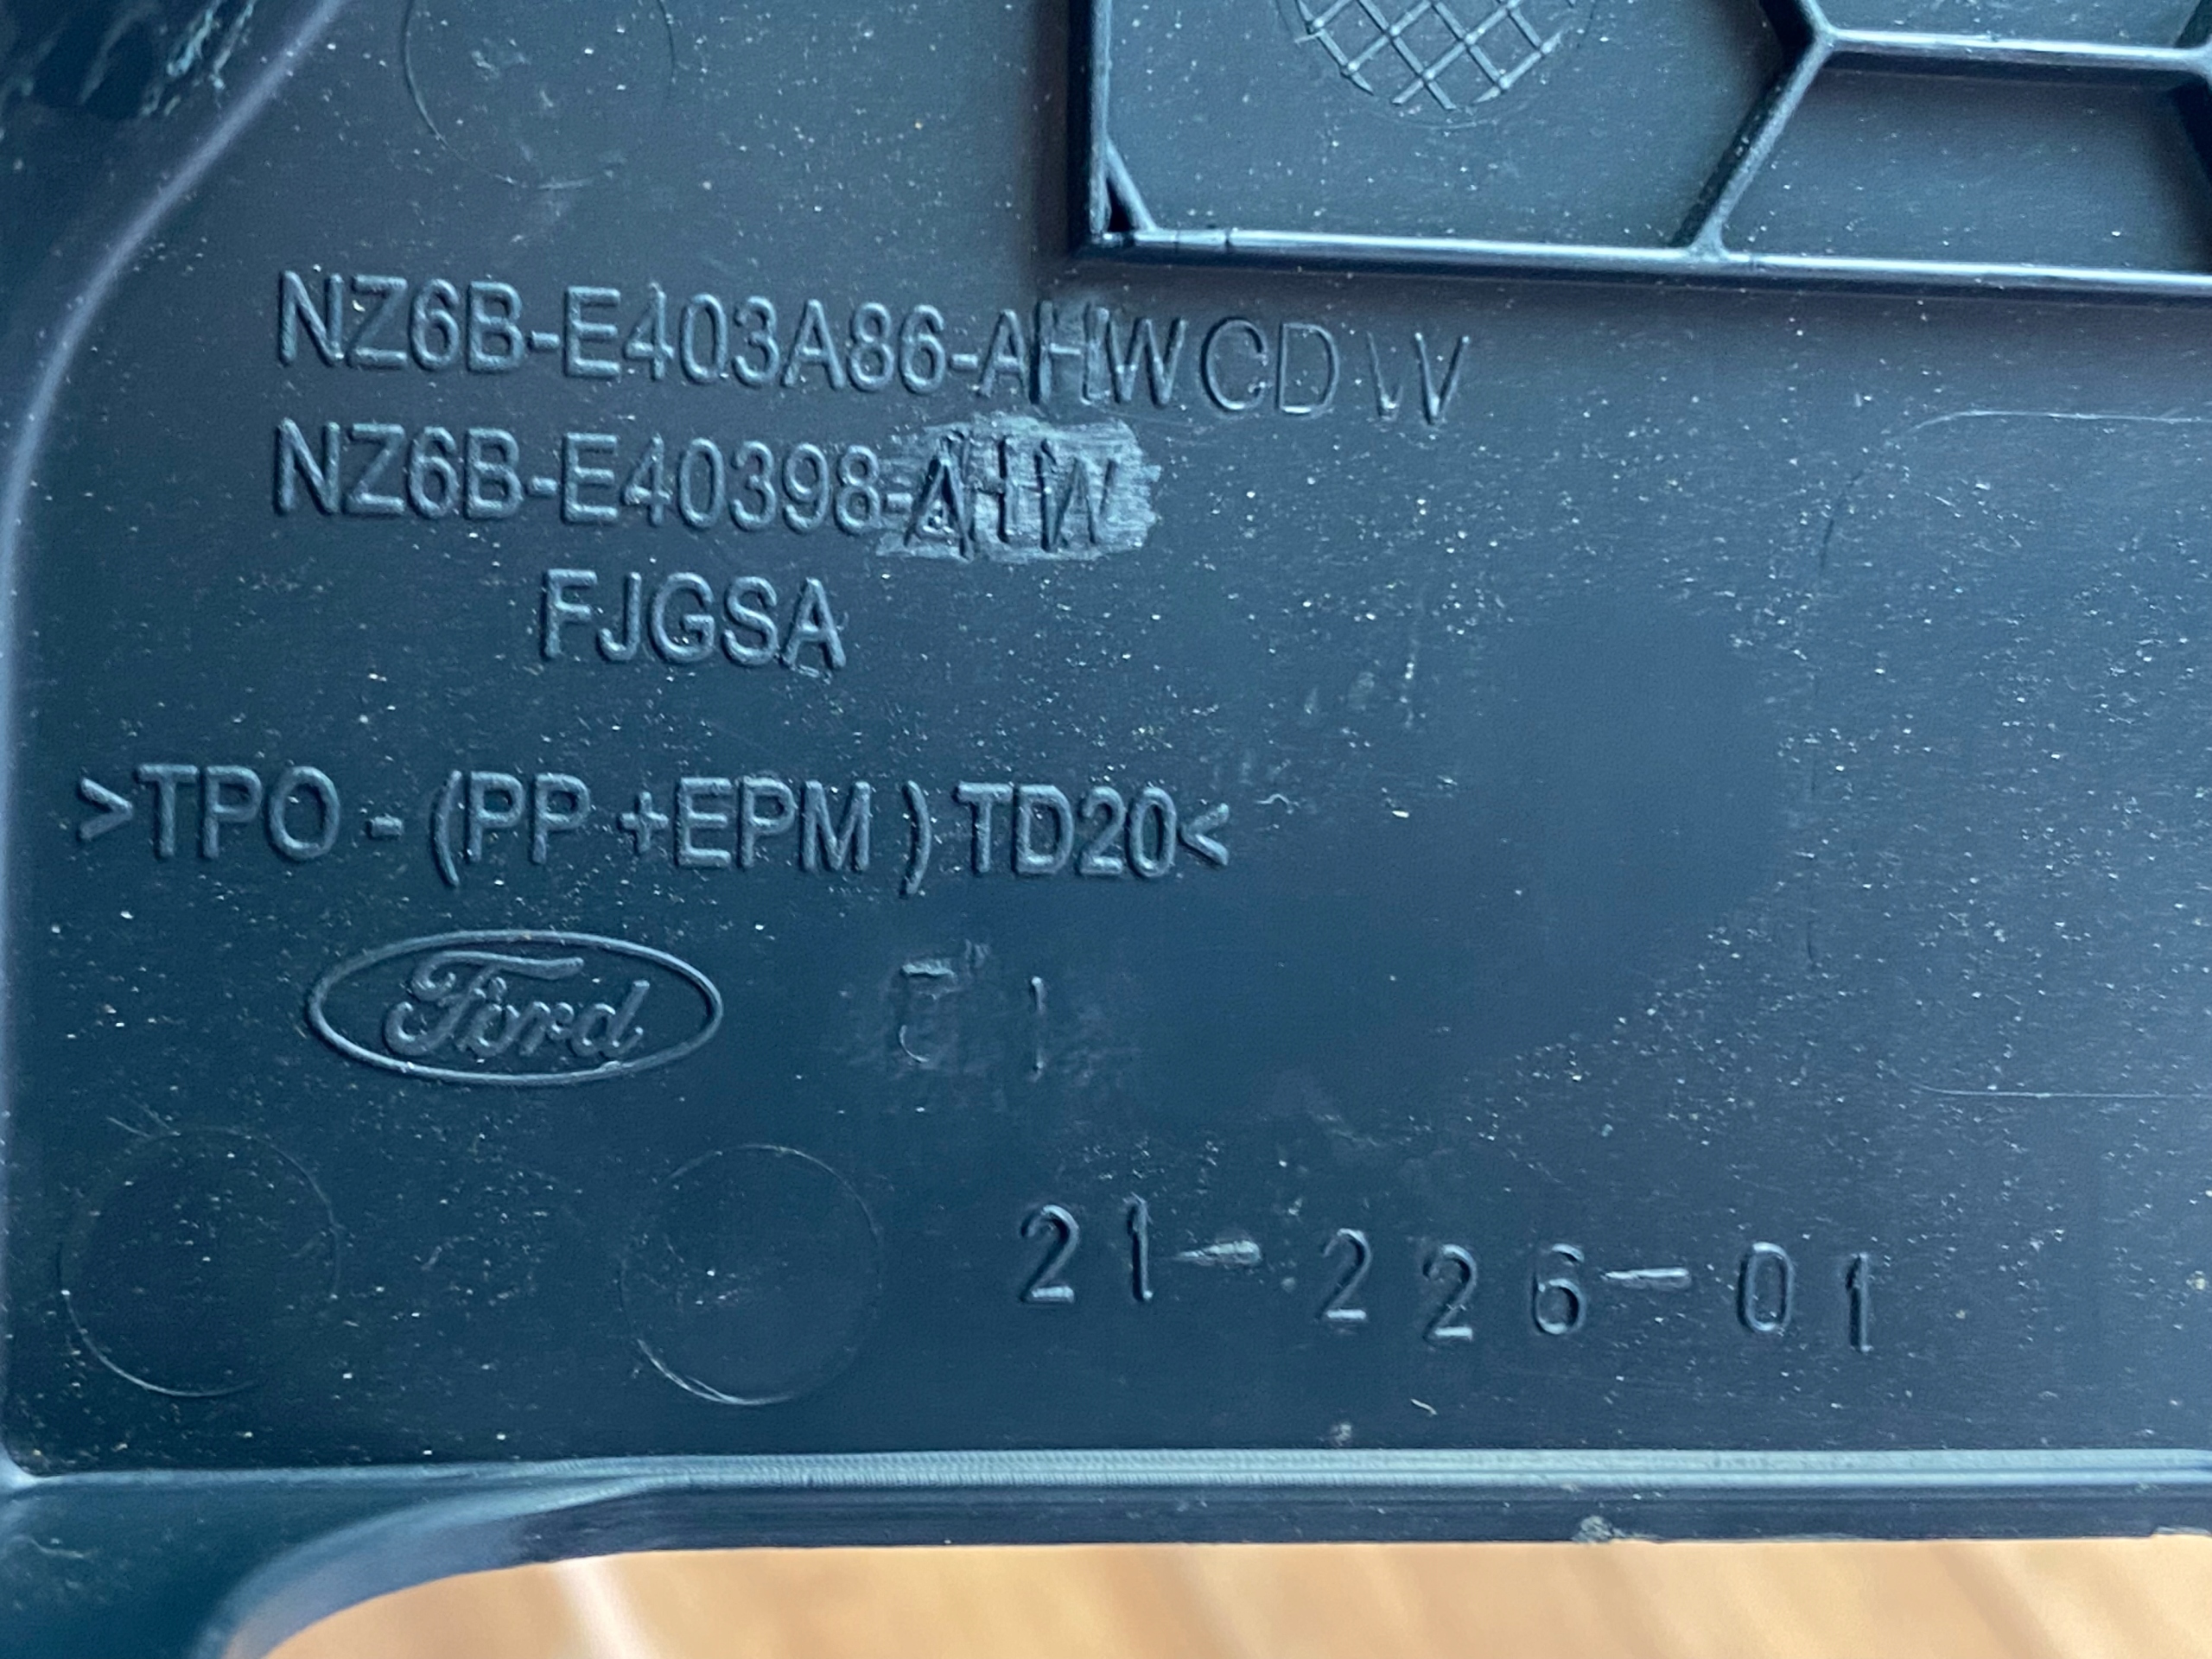 NZ6B-E403A86-AHWCDW
NZ6B-E40398-AHW
FJGSA
>TPO-(PP+EPM)TD20<
Ford
21-226-01